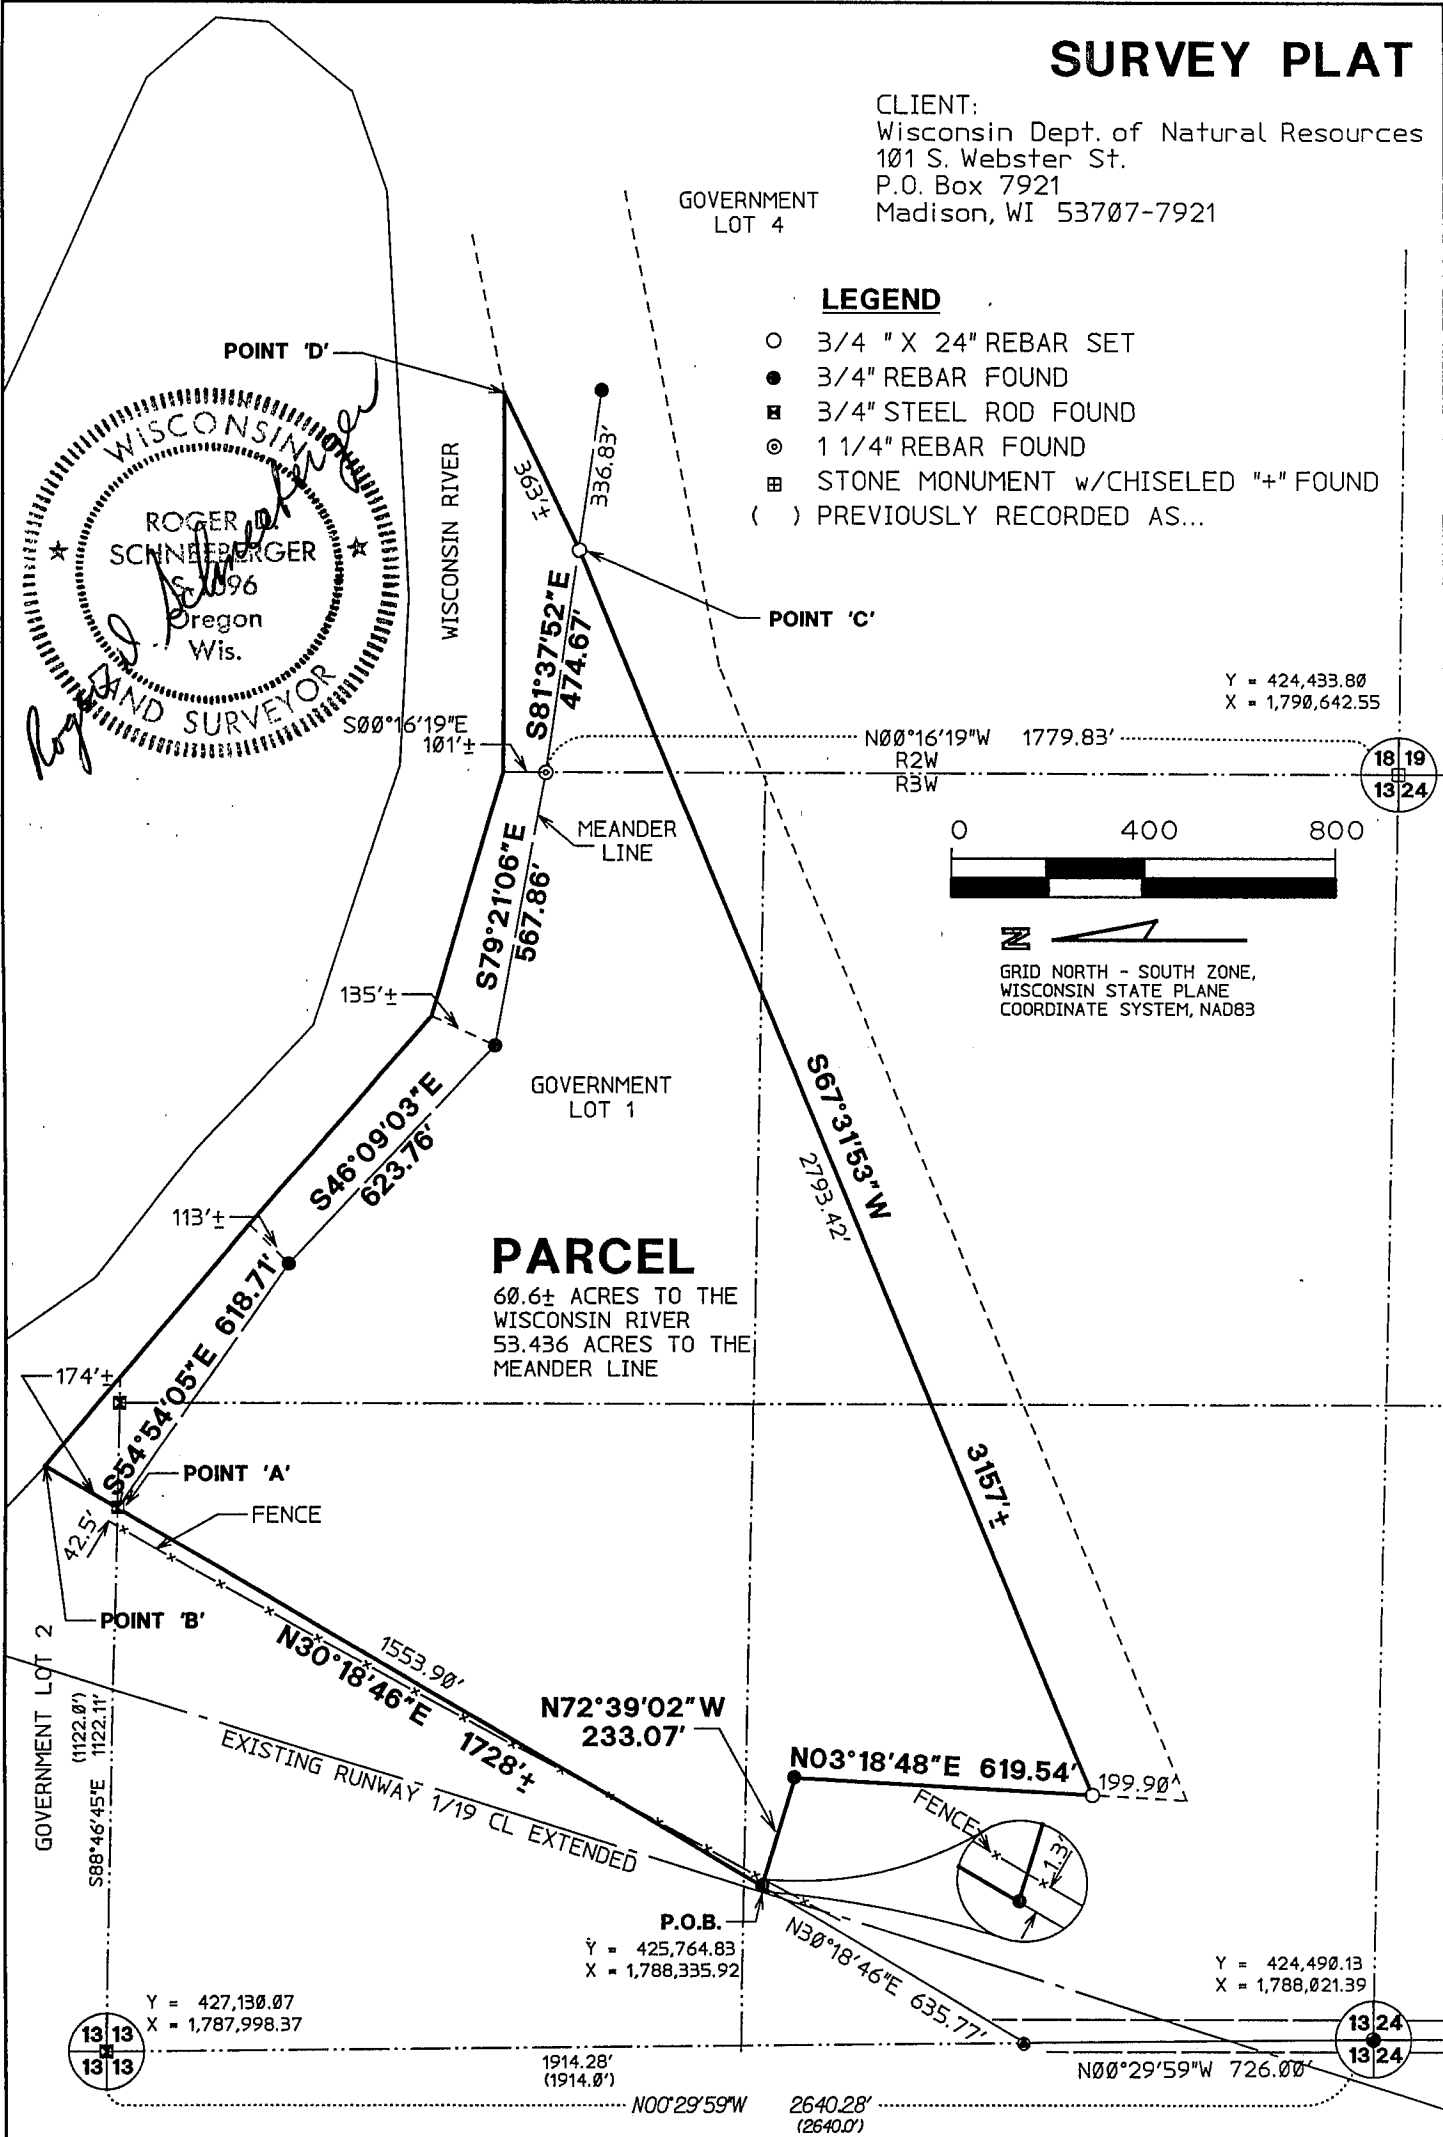 SURVEY PLAT
CLIENT:
Wisconsin Dept. of Natural Resources
101 S. Webster St.
P.O. Box 7921
Madison, WI 53707-7921
GOVERNMENT
LOT 4
LEGEND
3/4 " X 24" REBAR SET
3/4" REBAR FOUND
3/4" STEEL ROD FOUND
1 1/4" REBAR FOUND
STONE MONUMENT w/CHISELED "+" FOUND
( ) PREVIOUSLY RECORDED AS...
POINT 'D'
WISCONSIN
ROGER D.
SCHNEEBERGER
Oregon
Wis.
LAND SURVEYOR
Roger D Schneeberger
WISCONSIN RIVER
363'±
336.83'
POINT 'C'
S81°37'52"E
474.67'
S00°16'19"E
101'±
Y = 424,433.80
X = 1,790,642.55
N00°16'19"W 1779.83'
R2W
R3W
18 19
13 24
MEANDER
LINE
0 400 800
N
GRID NORTH - SOUTH ZONE,
WISCONSIN STATE PLANE
COORDINATE SYSTEM, NAD83
S79°21'06"E
567.86'
135'±
GOVERNMENT
LOT 1
S46°09'03"E
623.76'
S67°31'53"W
2793.42'
3157'±
113'±
PARCEL
60.6± ACRES TO THE
WISCONSIN RIVER
53.436 ACRES TO THE
MEANDER LINE
S54°54'05"E 618.71'
174'±
POINT 'A'
FENCE
42.5'
POINT 'B'
GOVERNMENT LOT 2
(1122.0')
S88°46'45"E 1122.11'
1553.90'
N30°18'46"E 1728'±
EXISTING RUNWAY 1/19 CL EXTENDED
N72°39'02"W
233.07'
N03°18'48"E 619.54'
199.90'
FENCE
1.3'
P.O.B.
Y = 425,764.83
X = 1,788,335.92
N30°18'46"E 635.77'
Y = 424,490.13
X = 1,788,021.39
Y = 427,130.07
X = 1,787,998.37
13 13
13 13
13 24
13 24
1914.28'
(1914.0')
N00°29'59"W 726.00'
N00°29'59"W 2640.28'
(2640.0')